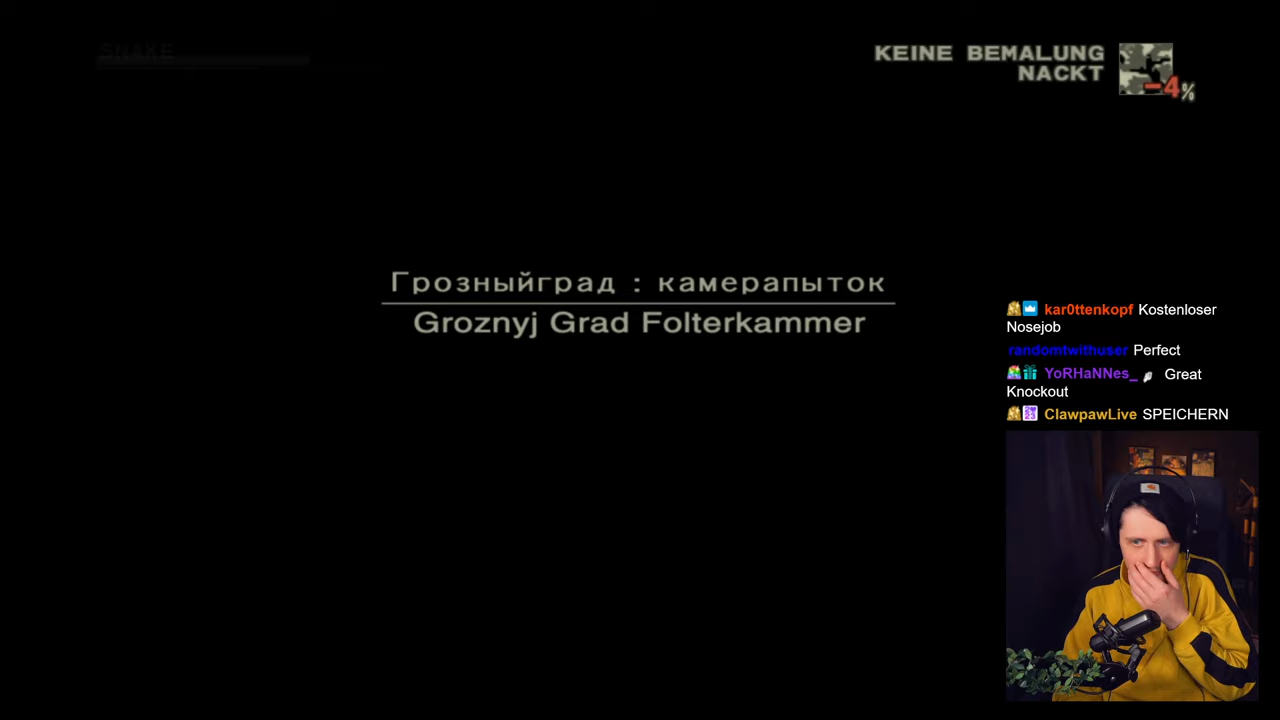 SNAKE
KEINE BEMALUNG
NACKT
-4%
Грозныйград : камерапыток
Groznyj Grad Folterkammer
kar0ttenkopf Kostenloser
Nosejob
randomtwithuser Perfect
YoRHaNNes_ Great
Knockout
ClawpawLive SPEICHERN